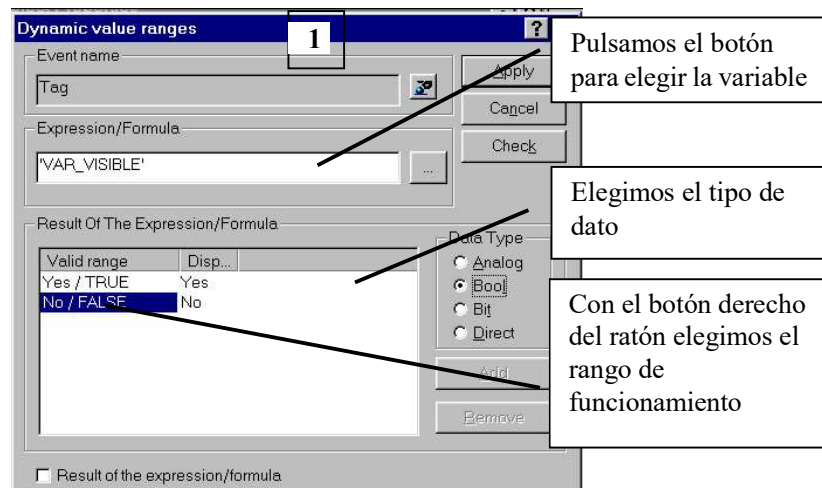 Dynamic value ranges
1
?
Event name
Tag
Apply
Cancel
Check
Expression/Formula
'VAR_VISIBLE'
...
Result Of The Expression/Formula
Valid range Disp...
Yes / TRUE Yes
No / FALSE No
Data Type
Analog
Bool
Bit
Direct
Add
Remove
Result of the expression/formula
Pulsamos el botón
para elegir la variable
Elegimos el tipo de
dato
Con el botón derecho
del ratón elegimos el
rango de
funcionamiento